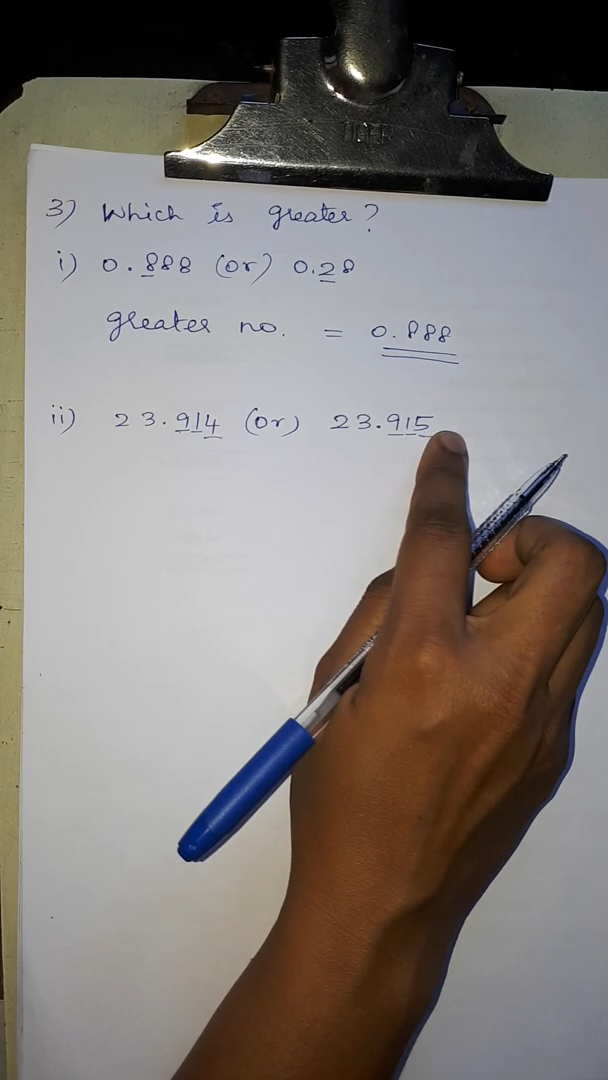 TIGER
3) Which is greater?
i) 0.888 (or) 0.28
greater no. = 0.888
ii) 23.914 (or) 23.915